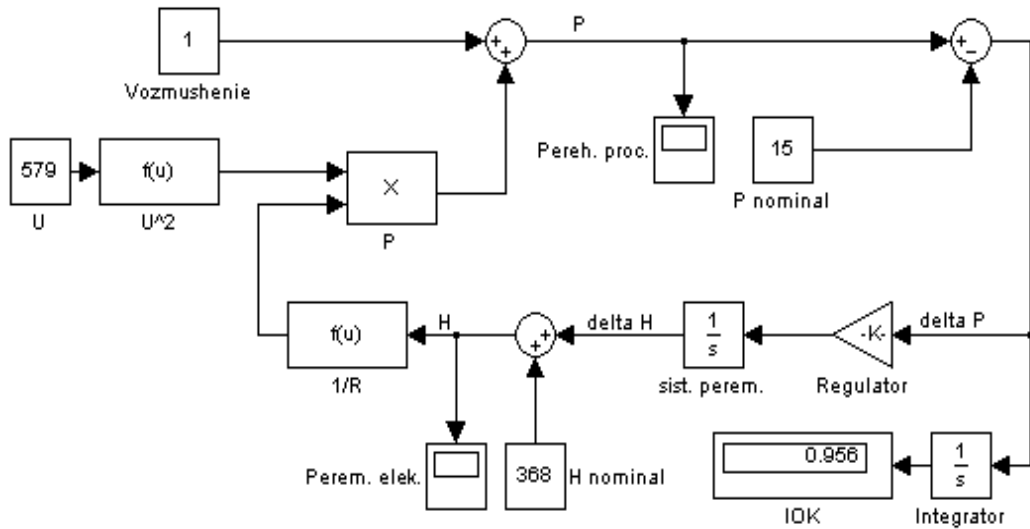 1
Vozmushenie
+
+
P
+
−
Pereh. proc.
15
P nominal
579
U
f(u)
U^2
X
P
f(u)
1/R
H
+
+
delta H
1
s
sist. perem.
-K-
Regulator
delta P
Perem. elek.
368
H nominal
0.956
IOK
1
s
Integrator